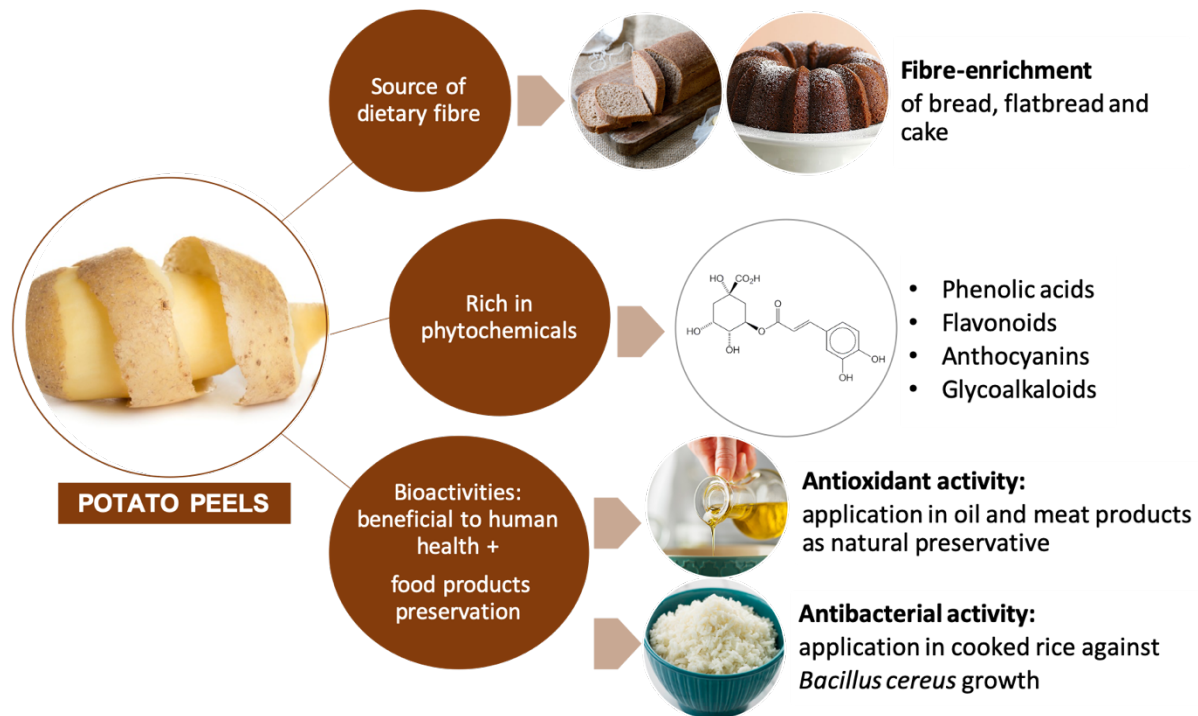 Source of
dietary fibre
Fibre-enrichment
of bread, flatbread and
cake
Rich in
phytochemicals
HO
CO₂H
HO
OH
OH
O
O
OH
OH
• Phenolic acids
• Flavonoids
• Anthocyanins
• Glycoalkaloids
POTATO PEELS
Bioactivities:
beneficial to human
health +
food products
preservation
Antioxidant activity:
application in oil and meat products
as natural preservative
Antibacterial activity:
application in cooked rice against
Bacillus cereus growth